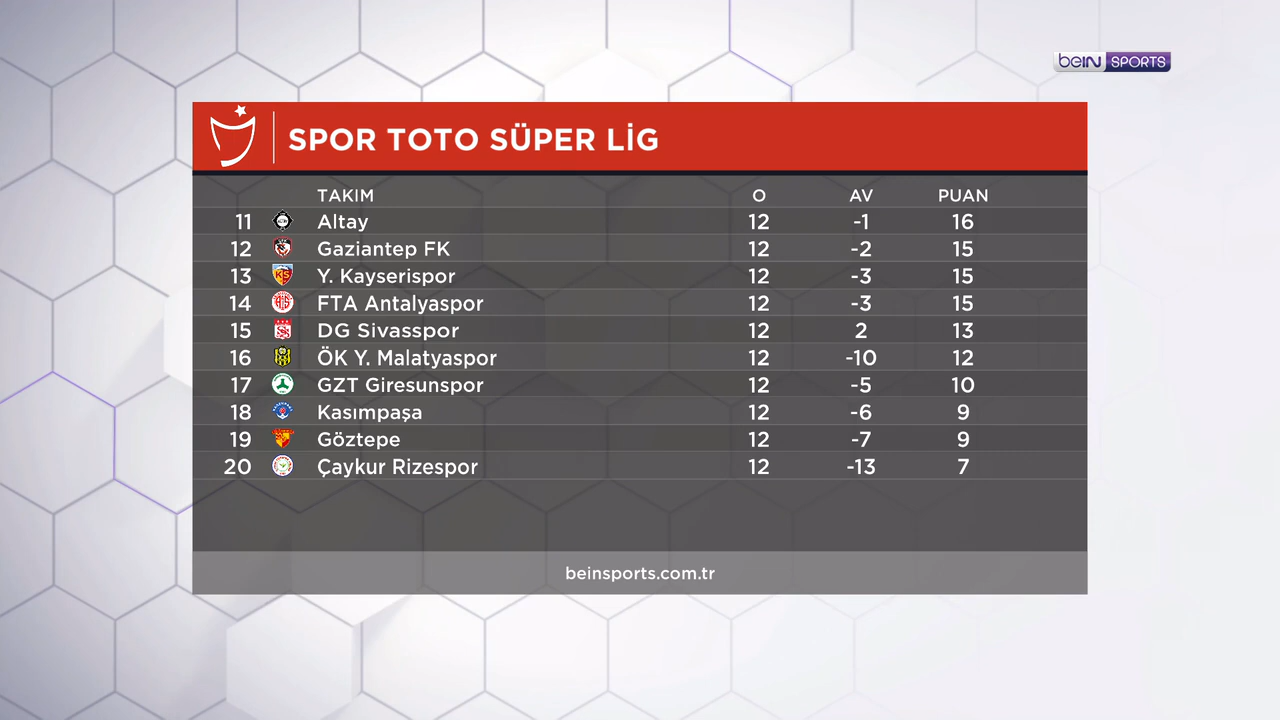 beIN SPORTS
SPOR TOTO SÜPER LİG
TAKIM O AV PUAN
11 Altay 12 -1 16
12 Gaziantep FK 12 -2 15
13 Y. Kayserispor 12 -3 15
14 FTA Antalyaspor 12 -3 15
15 DG Sivasspor 12 2 13
16 ÖK Y. Malatyaspor 12 -10 12
17 GZT Giresunspor 12 -5 10
18 Kasımpaşa 12 -6 9
19 Göztepe 12 -7 9
20 Çaykur Rizespor 12 -13 7
beinsports.com.tr